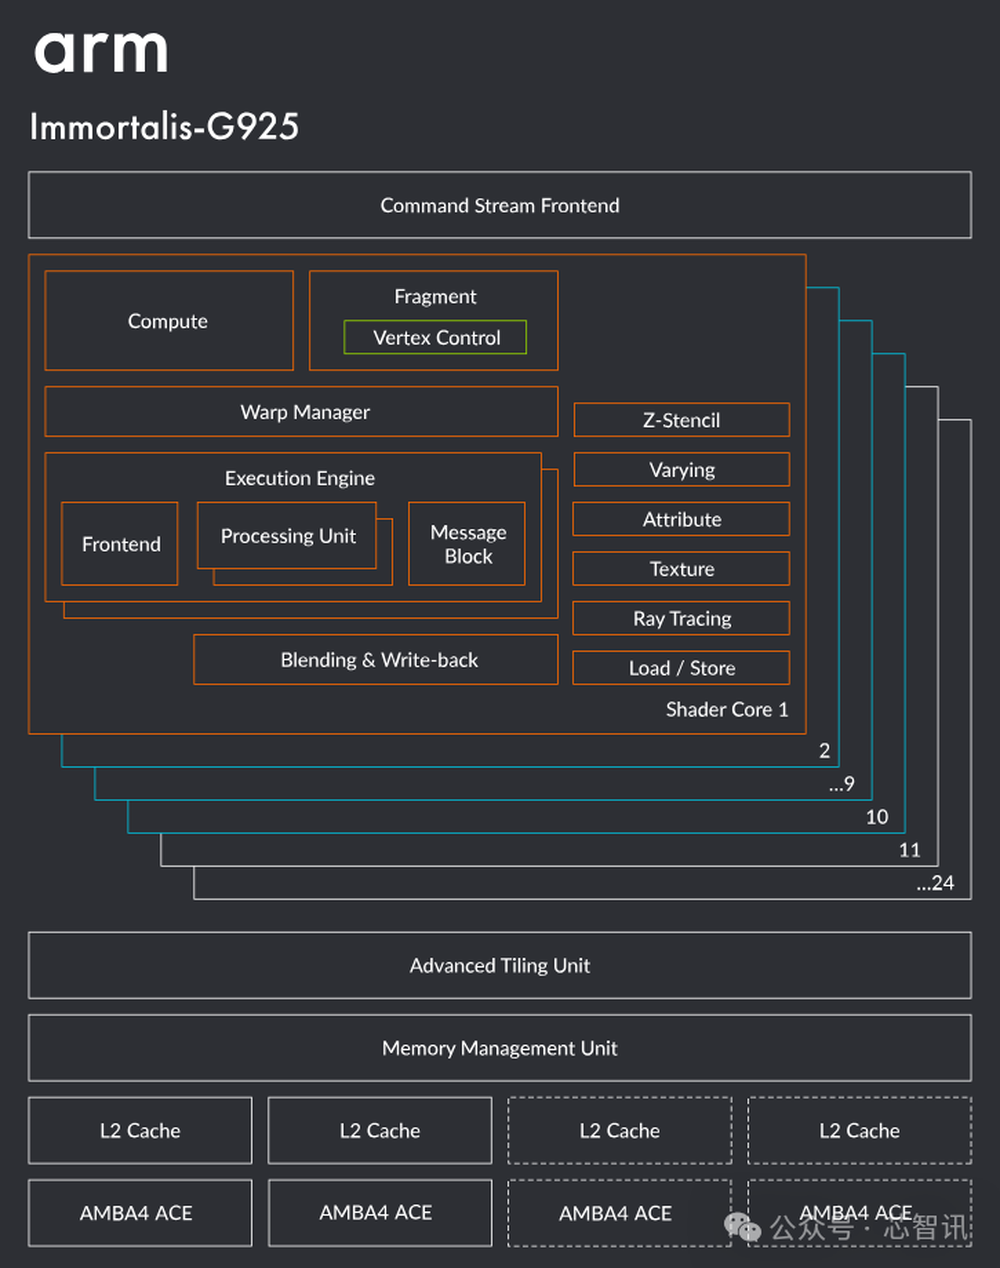 arm
Immortalis-G925
Command Stream Frontend
Compute
Fragment
Vertex Control
Warp Manager
Z-Stencil
Varying
Execution Engine
Frontend
Processing Unit
Message
Block
Attribute
Texture
Ray Tracing
Blending & Write-back
Load / Store
Shader Core 1
2
...9
10
11
...24
Advanced Tiling Unit
Memory Management Unit
L2 Cache
L2 Cache
L2 Cache
L2 Cache
AMBA4 ACE
AMBA4 ACE
AMBA4 ACE
AMBA4 ACE
公众号 · 芯智讯